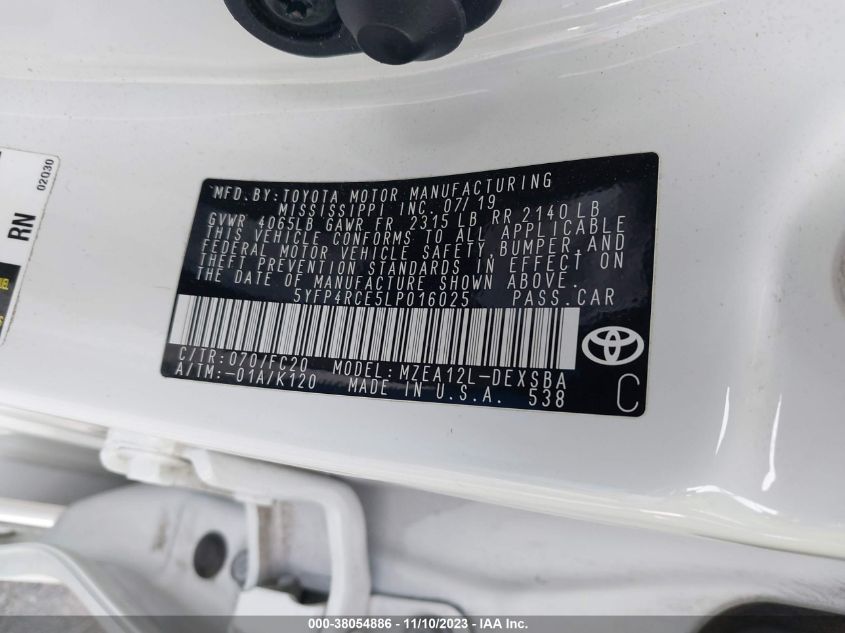 02030
RN
MFD. BY: TOYOTA MOTOR MANUFACTURING
MISSISSIPPI INC. 07/19
GVWR 4065LB GAWR FR 2315 LB RR 2140 LB
THIS VEHICLE CONFORMS TO ALL APPLICABLE
FEDERAL MOTOR VEHICLE SAFETY, BUMPER, AND
THEFT PREVENTION STANDARDS IN EFFECT ON
THE DATE OF MANUFACTURE SHOWN ABOVE.
5YFP4RCE5LP016025 PASS. CAR
C/TR: 070/FC20 MODEL: MZEA12L-DEXSBA
A/TM: -01A/K120 MADE IN U.S.A. 538
C
000-38054886 - 11/10/2023 - IAA Inc.